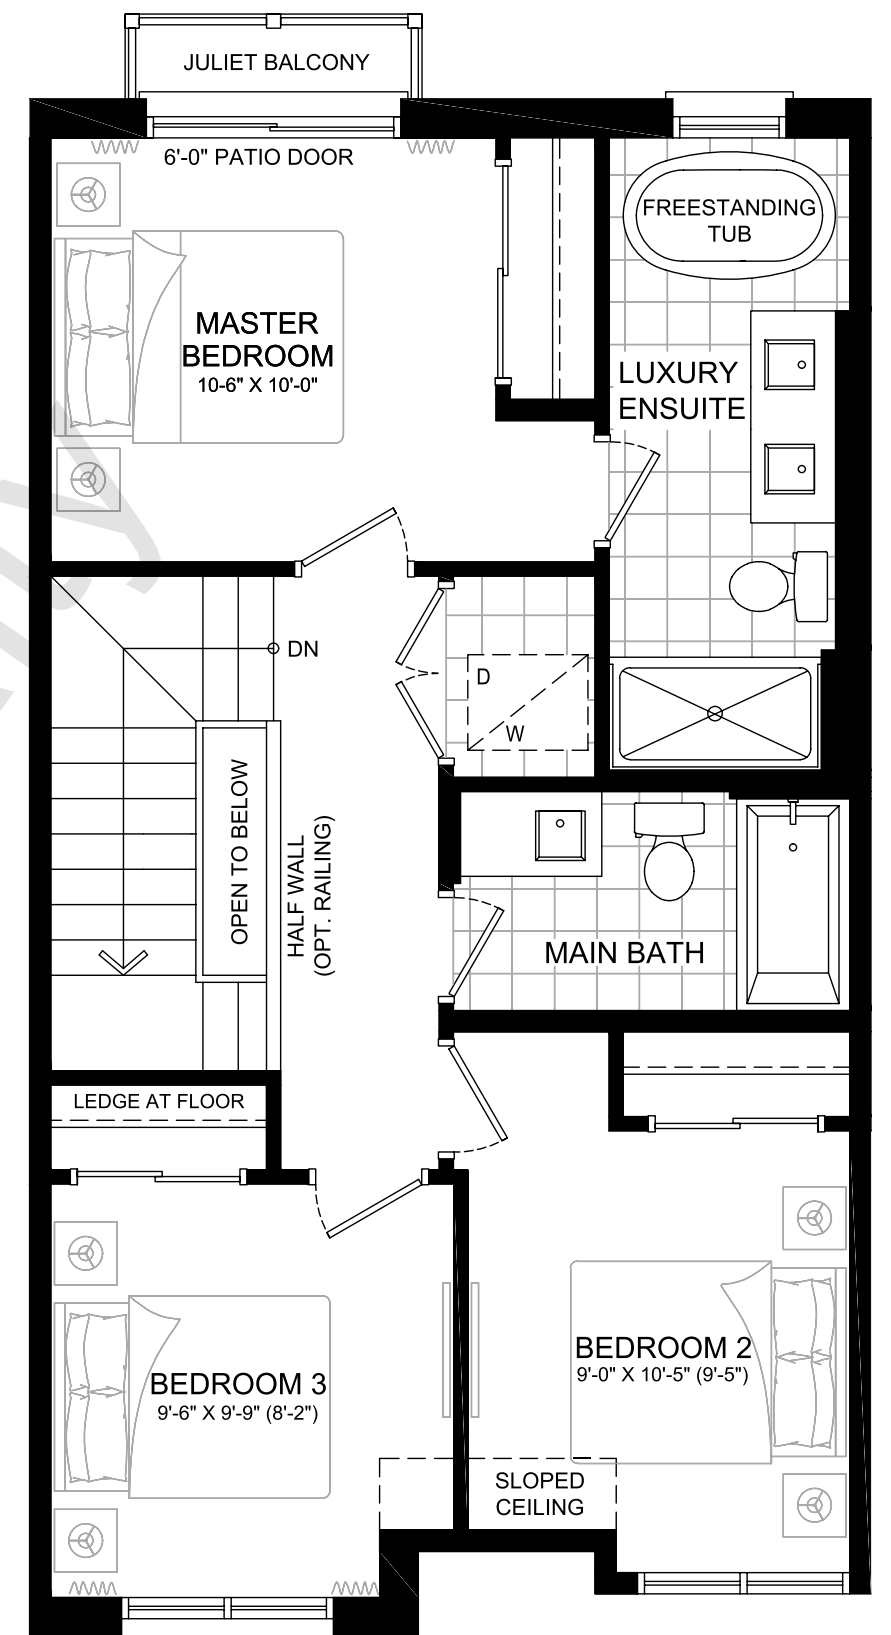 JULIET BALCONY
6'-0" PATIO DOOR
FREESTANDING
TUB
MASTER
BEDROOM
10-6" X 10'-0"
LUXURY
ENSUITE
DN
D
W
OPEN TO BELOW
HALF WALL
(OPT. RAILING)
MAIN BATH
LEDGE AT FLOOR
BEDROOM 2
9'-0" X 10'-5" (9'-5")
BEDROOM 3
9'-6" X 9'-9" (8'-2")
SLOPED
CEILING